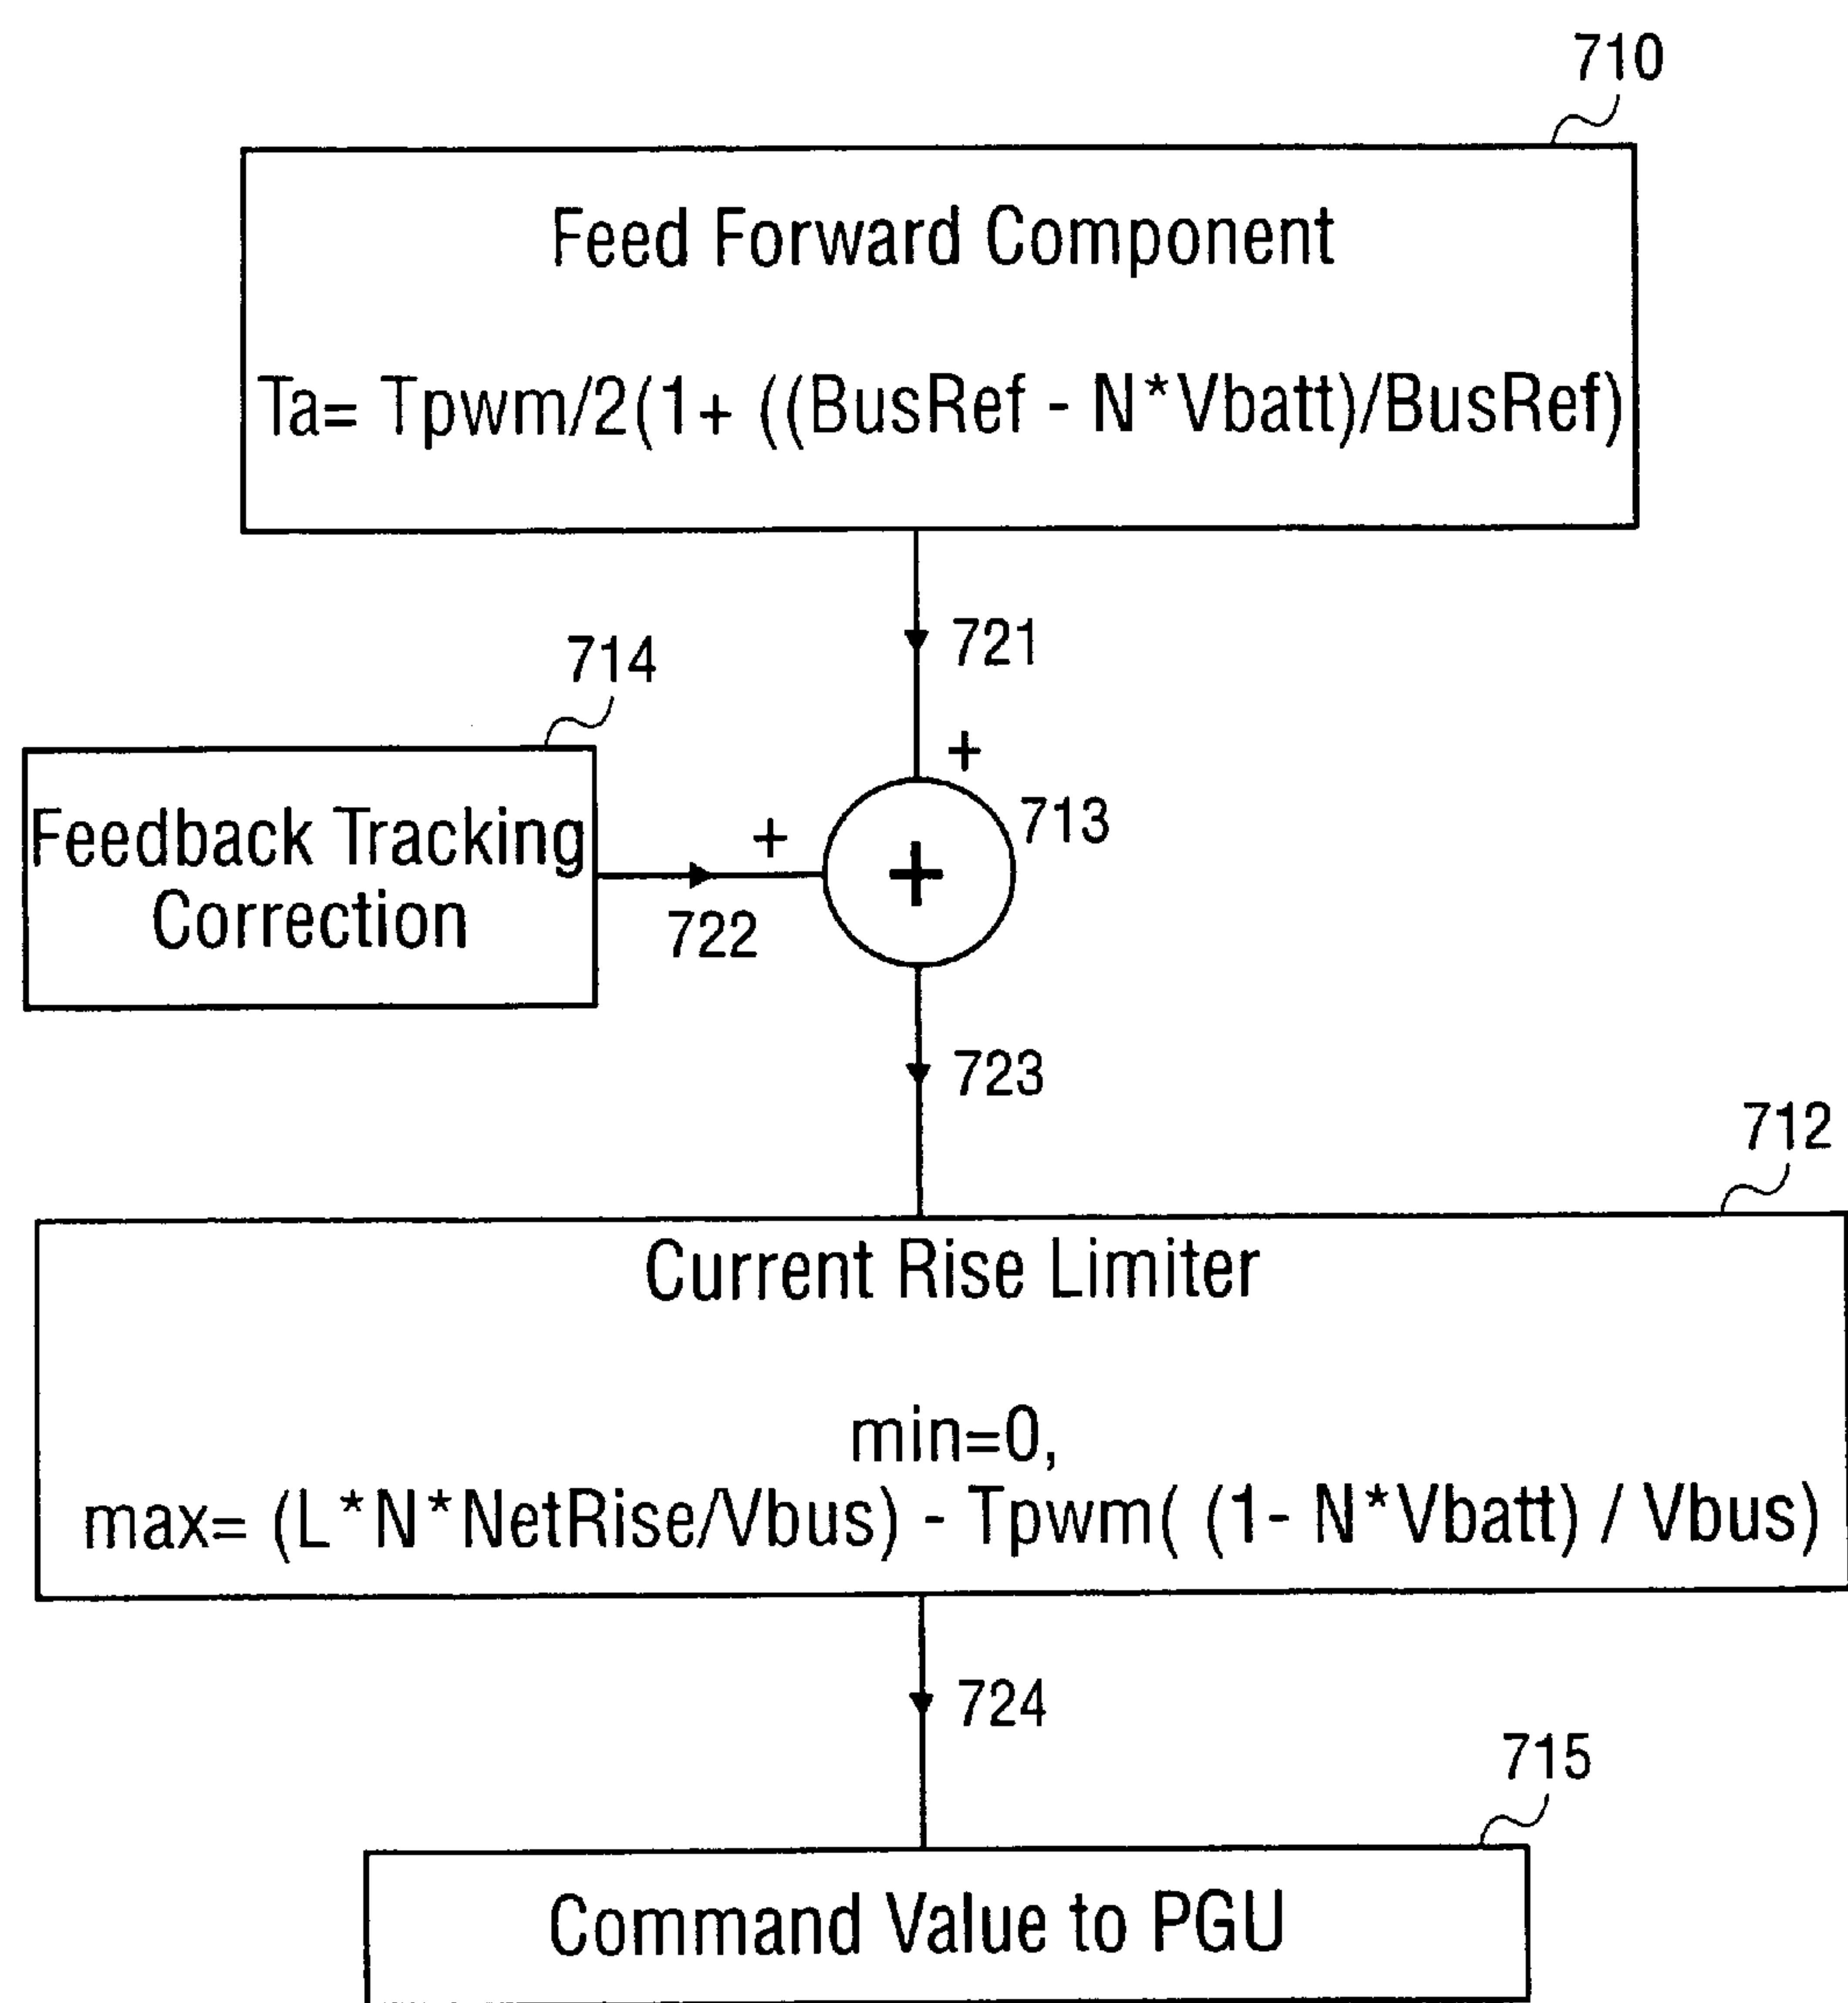 710
Feed Forward Component
Ta= Tpwm/2(1+ ((BusRef - N*Vbatt)/BusRef)
721
714
+
713
Feedback Tracking
Correction
+
+
722
723
712
Current Rise Limiter
min=0,
max= (L*N*NetRise/Vbus) - Tpwm( (1- N*Vbatt) / Vbus)
724
715
Command Value to PGU